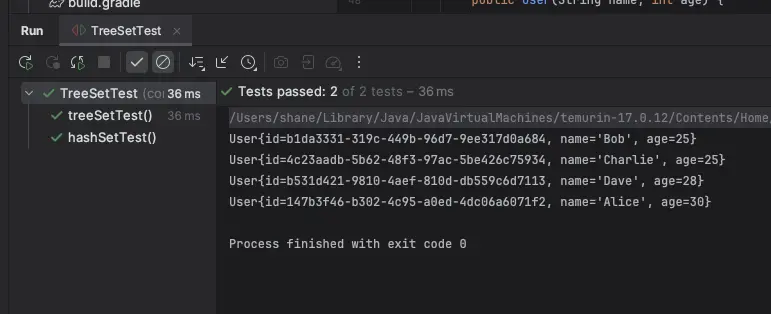 build.gradle
48 public User(String name, int age) {
Run TreeSetTest ×
TreeSetTest (con 36 ms
treeSetTest() 36 ms
hashSetTest()
Tests passed: 2 of 2 tests – 36 ms
/Users/shane/Library/Java/JavaVirtualMachines/temurin-17.0.12/Contents/Home/
User{id=b1da3331-319c-449b-96d7-9ee317d0a684, name='Bob', age=25}
User{id=4c23aadb-5b62-48f3-97ac-5be426c75934, name='Charlie', age=25}
User{id=b531d421-9810-4aef-810d-db559c6d7113, name='Dave', age=28}
User{id=147b3f46-b302-4c95-a0ed-4dc06a6071f2, name='Alice', age=30}
Process finished with exit code 0